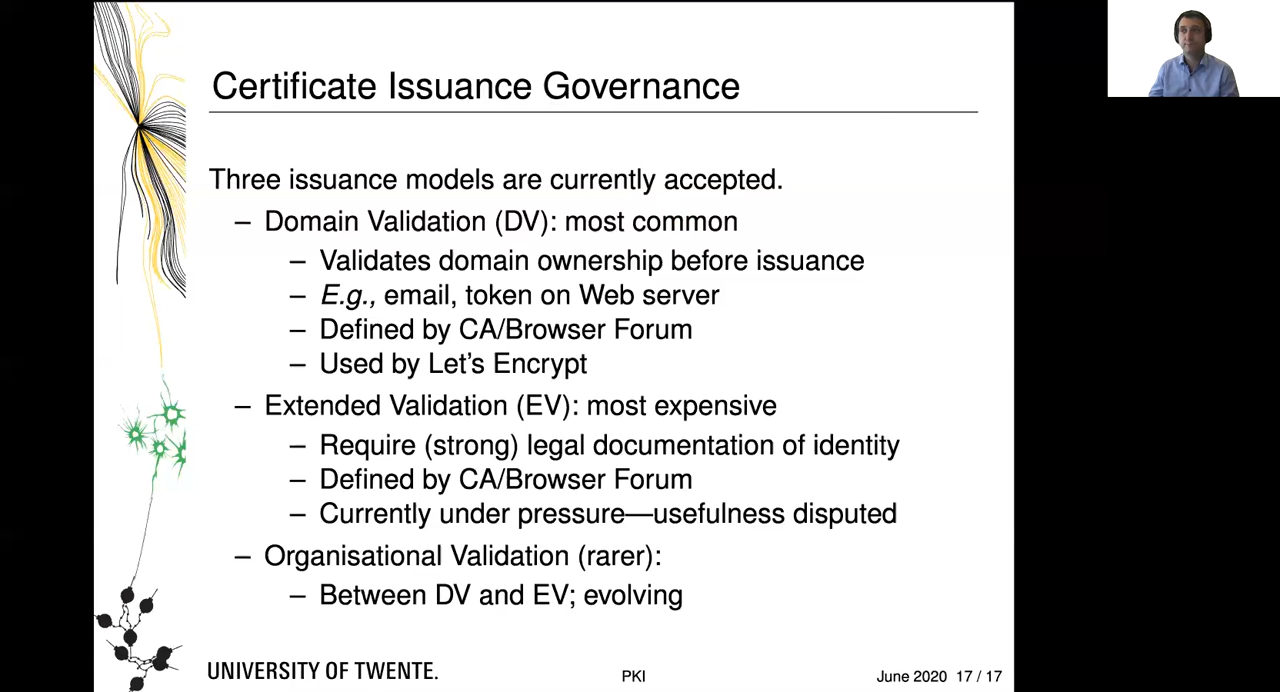 Certificate Issuance Governance
Three issuance models are currently accepted.
– Domain Validation (DV): most common
– Validates domain ownership before issuance
– E.g., email, token on Web server
– Defined by CA/Browser Forum
– Used by Let's Encrypt
– Extended Validation (EV): most expensive
– Require (strong) legal documentation of identity
– Defined by CA/Browser Forum
– Currently under pressure—usefulness disputed
– Organisational Validation (rarer):
– Between DV and EV; evolving
UNIVERSITY OF TWENTE. PKI June 2020 17 / 17